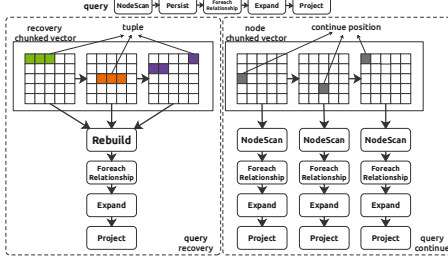 query NodeScan Persist Foreach Relationship Expand Project
recovery chunked vector
tuple
node chunked vector
continue position
Rebuild
NodeScan NodeScan NodeScan
Foreach Relationship
Foreach Relationship Foreach Relationship Foreach Relationship
Expand
Expand Expand Expand
Project
Project Project Project
query recovery
query continue